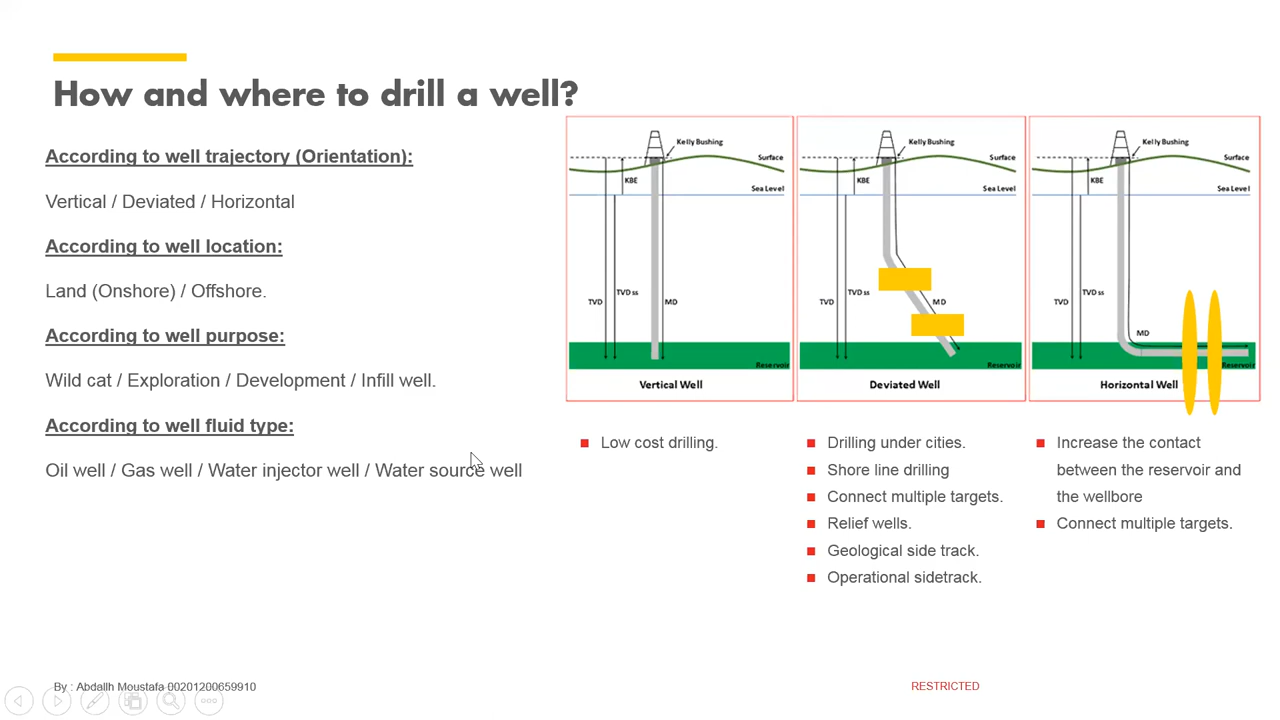 How and where to drill a well?
According to well trajectory (Orientation):
Vertical / Deviated / Horizontal
According to well location:
Land (Onshore) / Offshore.
According to well purpose:
Wild cat / Exploration / Development / Infill well.
According to well fluid type:
Oil well / Gas well / Water injector well / Water source well
Kelly Bushing
Surface
KBE
Sea Level
TVD ss
TVD
MD
Reservoir
Vertical Well
Kelly Bushing
Surface
KBE
Sea Level
TVD ss
TVD
MD
Reservoir
Deviated Well
Kelly Bushing
Surface
KBE
Sea Level
TVD ss
TVD
MD
Reservoir
Horizontal Well
Low cost drilling.
Drilling under cities.
Shore line drilling
Connect multiple targets.
Relief wells.
Geological side track.
Operational sidetrack.
Increase the contact
between the reservoir and
the wellbore
Connect multiple targets.
By : Abdallh Moustafa 00201200659910
RESTRICTED